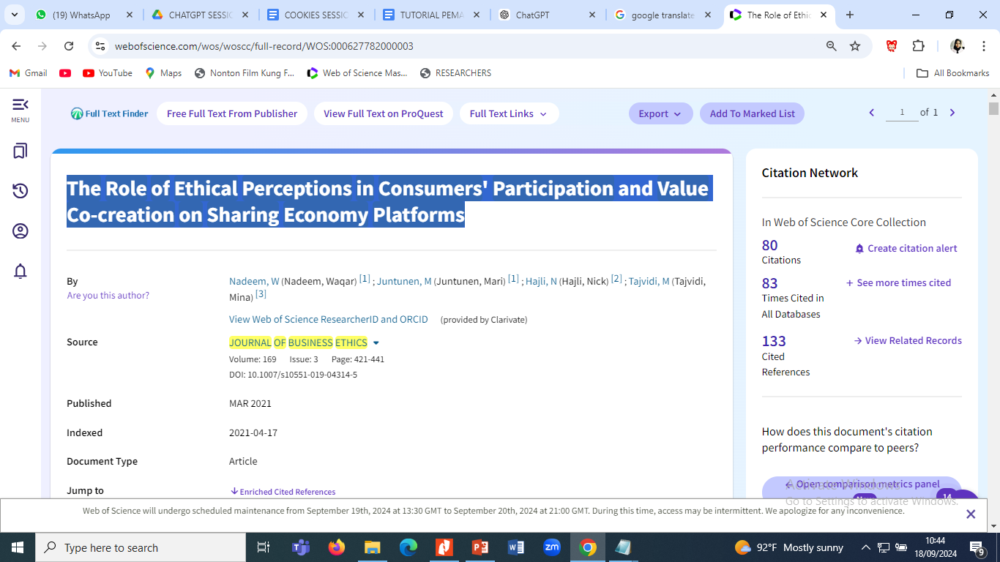 (19) WhatsApp
CHATGPT SESSIO
COOKIES SESSIO
TUTORIAL PEMA
ChatGPT
google translate
The Role of Ethic
webofscience.com/wos/woscc/full-record/WOS:000627782000003
Gmail
YouTube
Maps
Nonton Film Kung F...
Web of Science Mas...
RESEARCHERS
All Bookmarks
MENU
Full Text Finder
Free Full Text From Publisher
View Full Text on ProQuest
Full Text Links
Export
Add To Marked List
1 of 1
The Role of Ethical Perceptions in Consumers' Participation and Value
Co-creation on Sharing Economy Platforms
By
Are you this author?
Nadeem, W (Nadeem, Waqar) [1] ; Juntunen, M (Juntunen, Mari) [1] ; Hajli, N (Hajli, Nick) [2] ; Tajvidi, M (Tajvidi,
Mina) [3]
View Web of Science ResearcherID and ORCID (provided by Clarivate)
Source
JOURNAL OF BUSINESS ETHICS
Volume: 169 Issue: 3 Page: 421-441
DOI: 10.1007/s10551-019-04314-5
Published
MAR 2021
Indexed
2021-04-17
Document Type
Article
Jump to
Enriched Cited References
Citation Network
In Web of Science Core Collection
80
Citations
Create citation alert
83
Times Cited in
All Databases
+ See more times cited
133
Cited
References
View Related Records
How does this document's citation
performance compare to peers?
Open comparison metrics panel
14
Activate Windows
Go to Settings to activate Windows.
Web of Science will undergo scheduled maintenance from September 19th, 2024 at 13:30 GMT to September 20th, 2024 at 21:00 GMT. During this time, access may be intermittent. We apologize for any inconvenience.
Type here to search
92°F Mostly sunny
10:44
18/09/2024
9